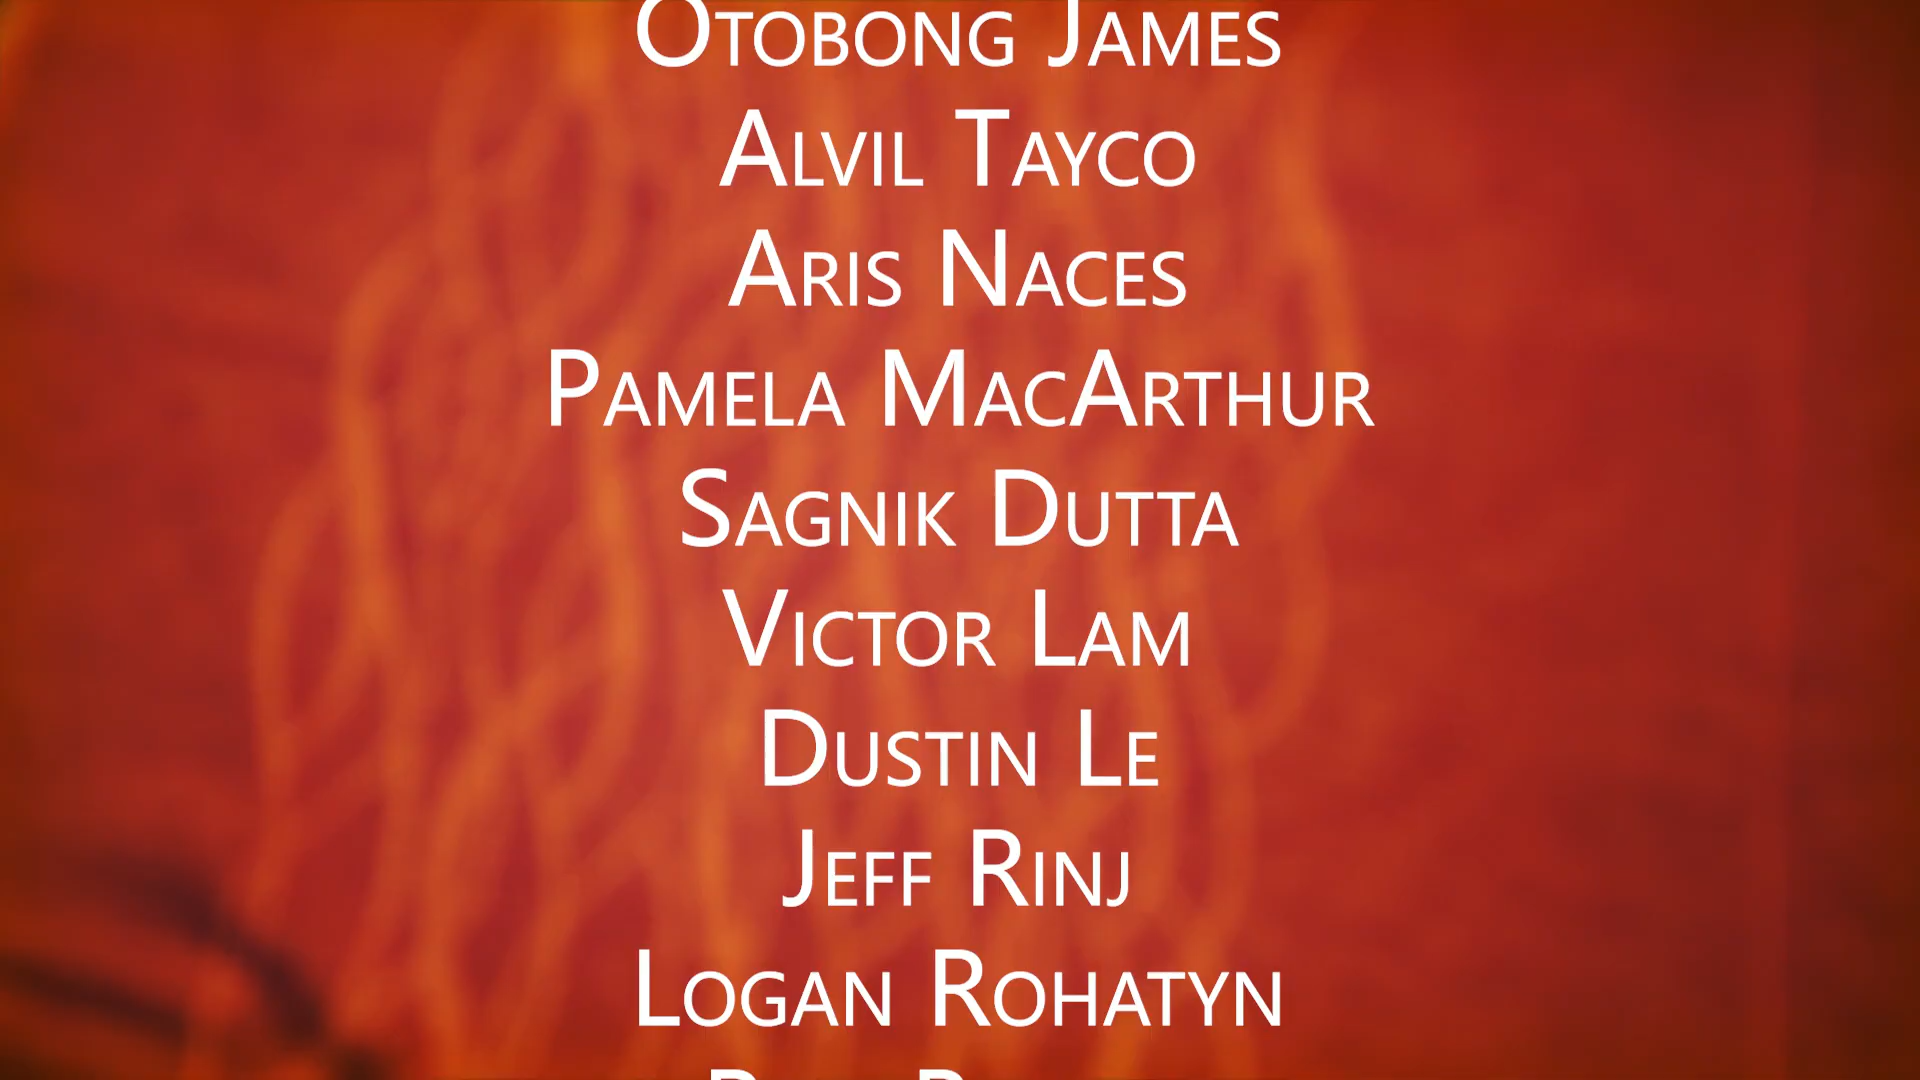 Otobong James
Alvil Tayco
Aris Naces
Pamela MacArthur
Sagnik Dutta
Victor Lam
Dustin Le
Jeff Rinj
Logan Rohatyn